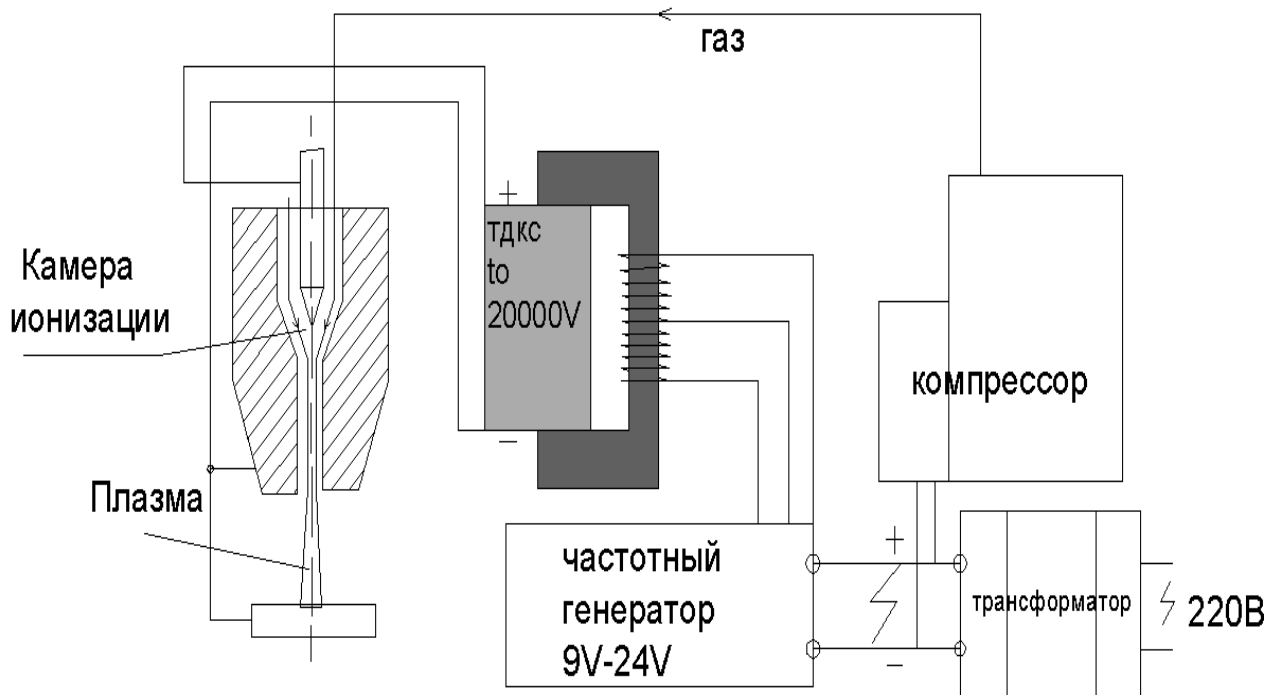 газ
+
тдкс
to
20000V
−
Камера
ионизации
Плазма
компрессор
частотный
генератор
9V-24V
+
−
трансформатор
220В